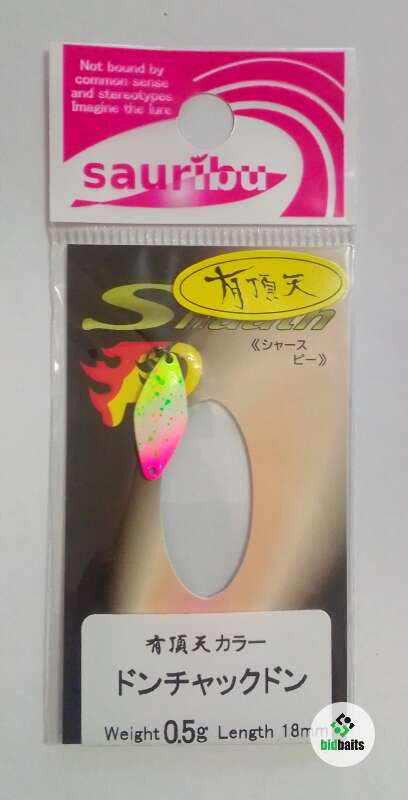 Not bound by
common sense
and stereotypes
Imagine the lure
sauribu
有頂天
《シャース
ピー》
有頂天カラー
ドンチャックドン
Weight 0.5g Length 18mm
bidbaits